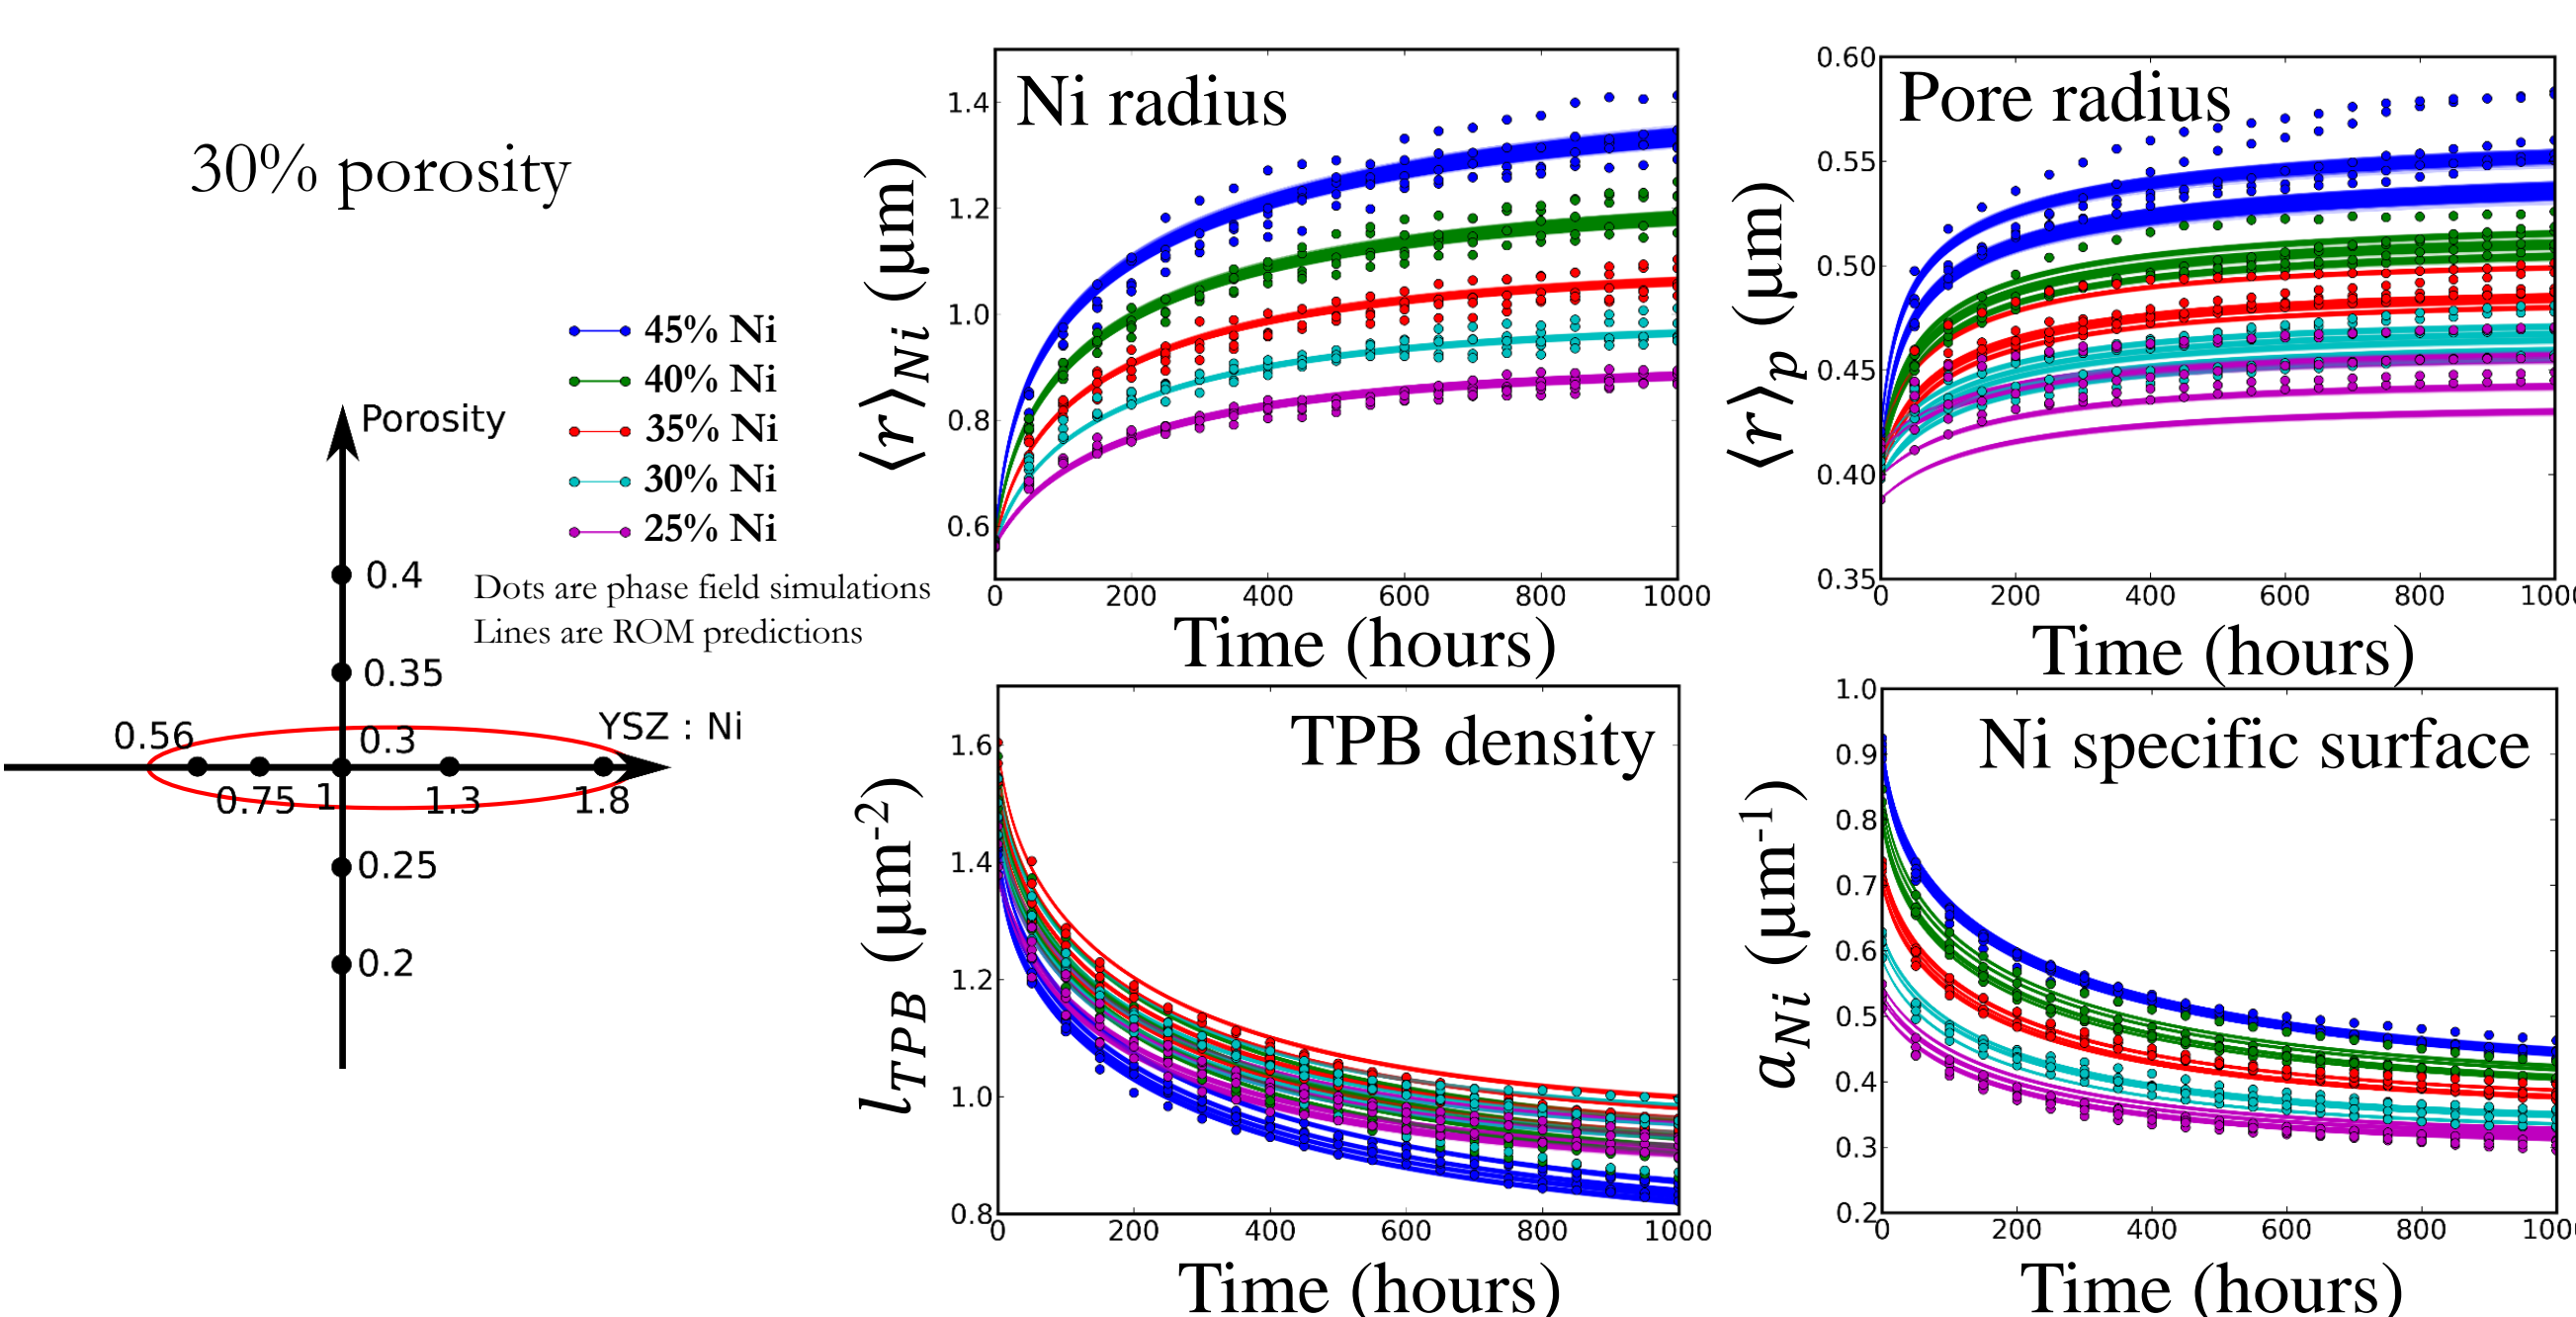 30% porosity
45% Ni
40% Ni
35% Ni
30% Ni
25% Ni
Dots are phase field simulations
Lines are ROM predictions
Porosity
0.4
0.35
YSZ : Ni
0.56
0.3
0.75
1
1.3
1.8
0.25
0.2
Ni radius
⟨r⟩Ni (μm)
1.4
1.2
1.0
0.8
0.6
0 200 400 600 800 1000
Time (hours)
Pore radius
⟨r⟩p (μm)
0.60
0.55
0.50
0.45
0.40
0.35
0 200 400 600 800 100
Time (hours)
TPB density
lTPB (μm-2)
1.6
1.4
1.2
1.0
0.8
0 200 400 600 800 1000
Time (hours)
Ni specific surface
aNi (μm-1)
1.0
0.9
0.8
0.7
0.6
0.5
0.4
0.3
0.2
0 200 400 600 800 100
Time (hours)